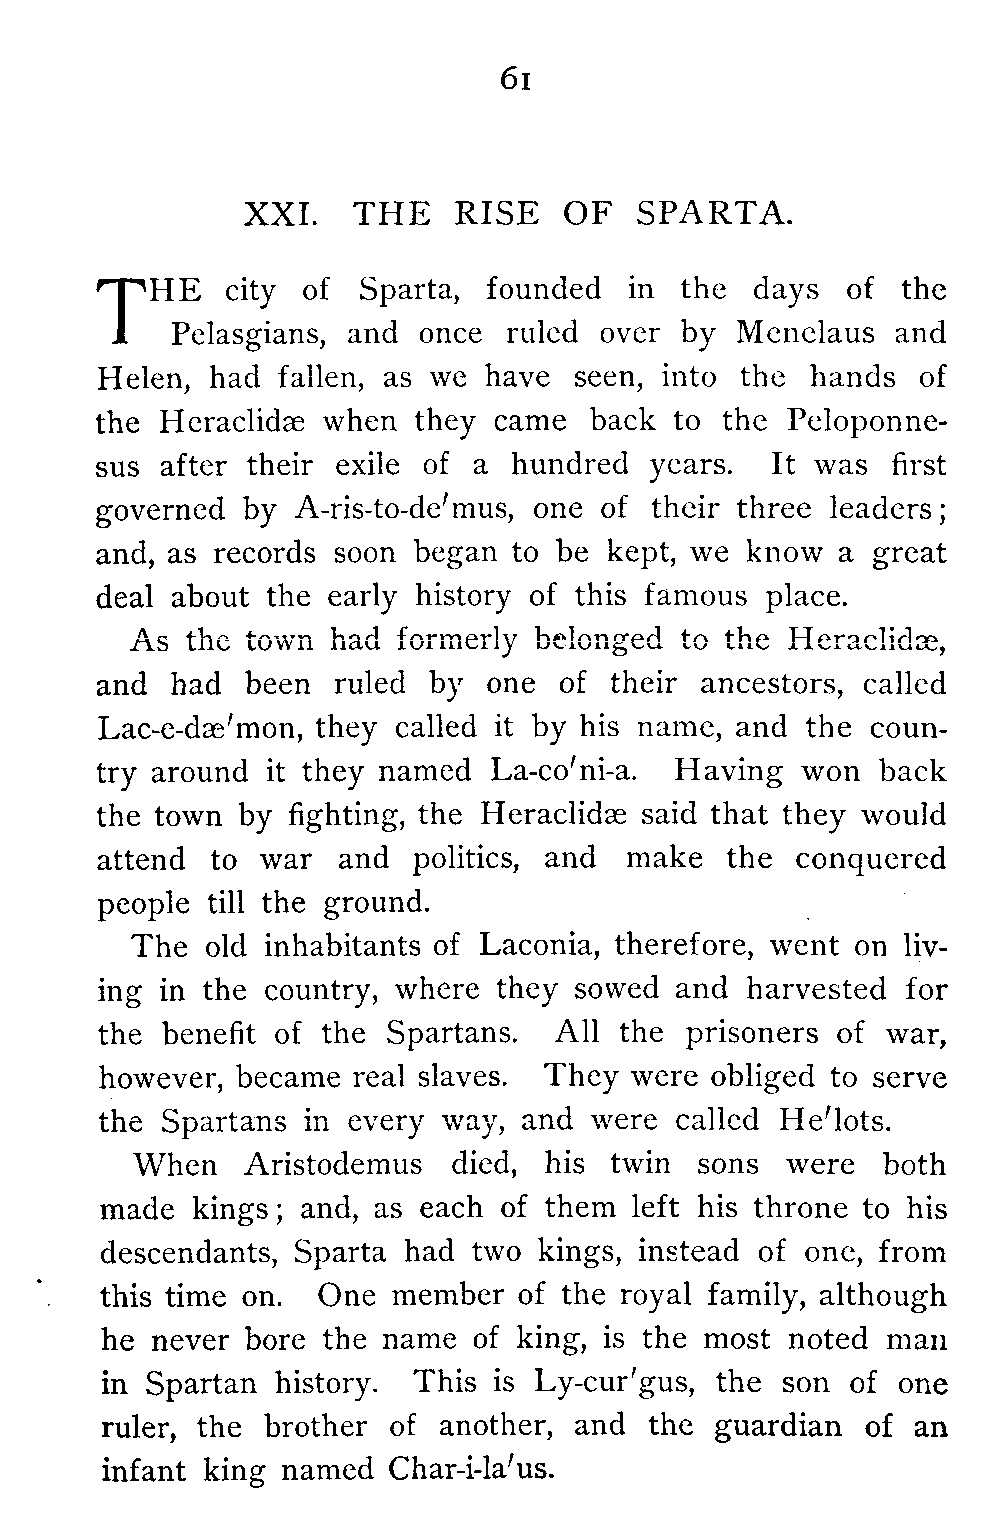 61
XXI. THE RISE OF SPARTA.
THE city of Sparta, founded in the days of the
Pelasgians, and once ruled over by Menelaus and
Helen, had fallen, as we have seen, into the hands of
the Heraclidæ when they came back to the Peloponne-
sus after their exile of a hundred years. It was first
governed by A-ris-to-de′mus, one of their three leaders;
and, as records soon began to be kept, we know a great
deal about the early history of this famous place.
As the town had formerly belonged to the Heraclidæ,
and had been ruled by one of their ancestors, called
Lac-e-dæ′mon, they called it by his name, and the coun-
try around it they named La-co′ni-a. Having won back
the town by fighting, the Heraclidæ said that they would
attend to war and politics, and make the conquered
people till the ground.
The old inhabitants of Laconia, therefore, went on liv-
ing in the country, where they sowed and harvested for
the benefit of the Spartans. All the prisoners of war,
however, became real slaves. They were obliged to serve
the Spartans in every way, and were called He′lots.
When Aristodemus died, his twin sons were both
made kings; and, as each of them left his throne to his
descendants, Sparta had two kings, instead of one, from
this time on. One member of the royal family, although
he never bore the name of king, is the most noted man
in Spartan history. This is Ly-cur′gus, the son of one
ruler, the brother of another, and the guardian of an
infant king named Char-i-la′us.